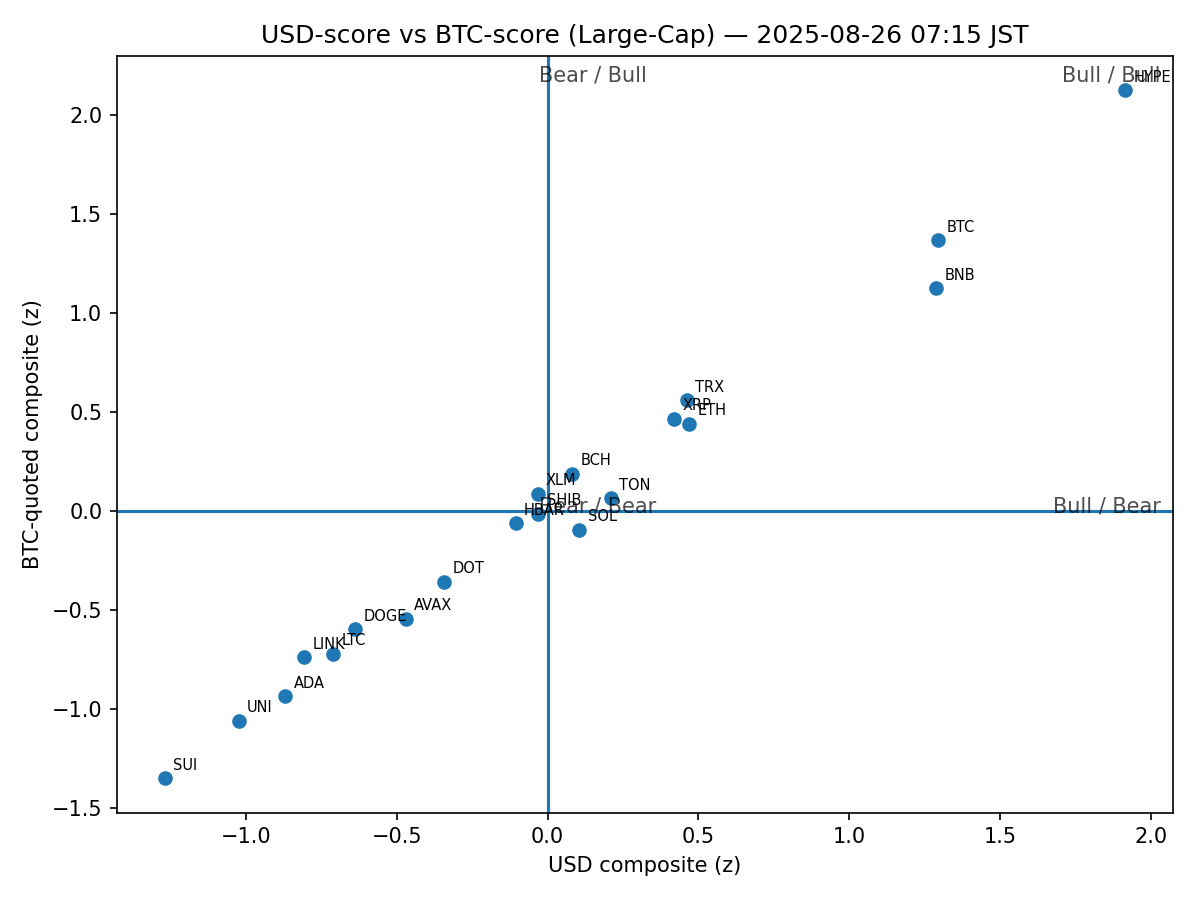 USD-score vs BTC-score (Large-Cap) — 2025-08-26 07:15 JST
Bear / Bull
Bull / Bull
HYPE
2.0
1.5
BTC
BNB
1.0
TRX
XRP
ETH
0.5
BCH
XLM
TON
SHIB
Bear / Bear
Bull / Bear
HBAR
SOL
0.0
DOT
AVAX
−0.5
DOGE
LTC
LINK
ADA
UNI
−1.0
SUI
−1.5
−1.0
−0.5
0.0
0.5
1.0
1.5
2.0
USD composite (z)
BTC-quoted composite (z)